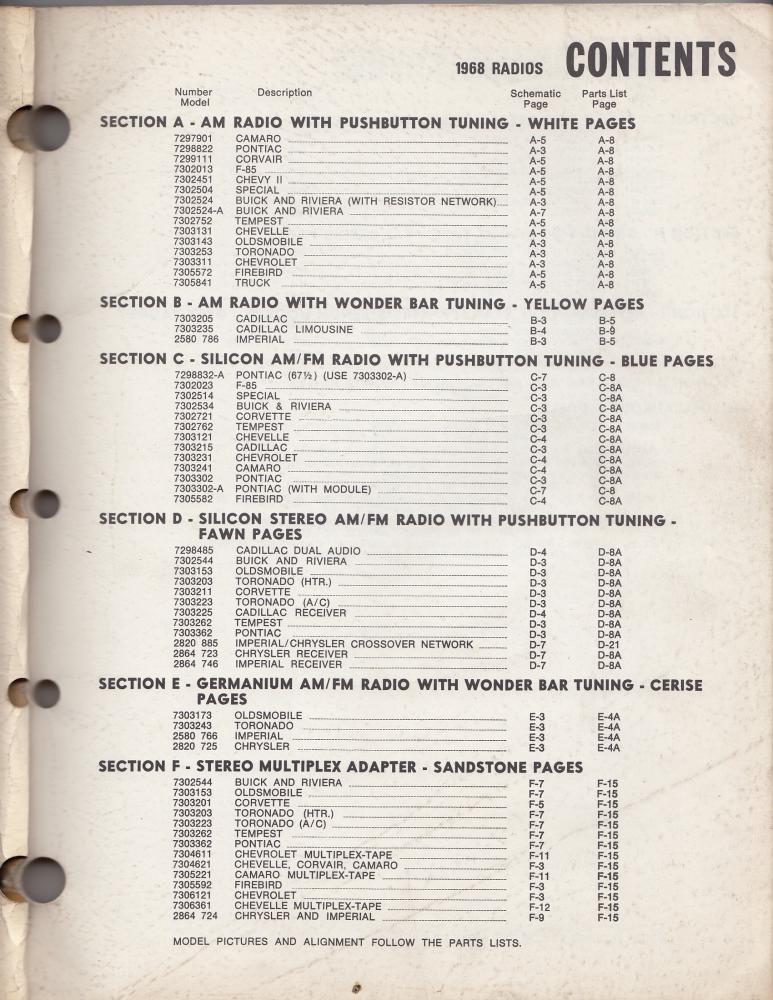 1968 RADIOS CONTENTS
Number Model Description Schematic Page Parts List Page
SECTION A - AM RADIO WITH PUSHBUTTON TUNING - WHITE PAGES
7297901 CAMARO A-5 A-8
7298822 PONTIAC A-3 A-8
7299111 CORVAIR A-5 A-8
7302013 F-85 A-5 A-8
7302451 CHEVY II A-5 A-8
7302504 SPECIAL A-5 A-8
7302524 BUICK AND RIVIERA (WITH RESISTOR NETWORK) A-3 A-8
7302524-A BUICK AND RIVIERA A-7 A-8
7302752 TEMPEST A-5 A-8
7303131 CHEVELLE A-5 A-8
7303143 OLDSMOBILE A-3 A-8
7303253 TORONADO A-3 A-8
7303311 CHEVROLET A-3 A-8
7305572 FIREBIRD A-5 A-8
7305841 TRUCK A-5 A-8
SECTION B - AM RADIO WITH WONDER BAR TUNING - YELLOW PAGES
7303205 CADILLAC B-3 B-5
7303235 CADILLAC LIMOUSINE B-4 B-9
2580 786 IMPERIAL B-3 B-5
SECTION C - SILICON AM/FM RADIO WITH PUSHBUTTON TUNING - BLUE PAGES
7298832-A PONTIAC (67½) (USE 7303302-A) C-7 C-8
7302023 F-85 C-3 C-8A
7302514 SPECIAL C-3 C-8A
7302534 BUICK & RIVIERA C-3 C-8A
7302721 CORVETTE C-3 C-8A
7302762 TEMPEST C-3 C-8A
7303121 CHEVELLE C-4 C-8A
7303215 CADILLAC C-3 C-8A
7303231 CHEVROLET C-4 C-8A
7303241 CAMARO C-4 C-8A
7303302 PONTIAC C-3 C-8A
7303302-A PONTIAC (WITH MODULE) C-7 C-8
7305582 FIREBIRD C-4 C-8A
SECTION D - SILICON STEREO AM/FM RADIO WITH PUSHBUTTON TUNING -
FAWN PAGES
7298485 CADILLAC DUAL AUDIO D-4 D-8A
7302544 BUICK AND RIVIERA D-3 D-8A
7303153 OLDSMOBILE D-3 D-8A
7303203 TORONADO (HTR.) D-3 D-8A
7303211 CORVETTE D-3 D-8A
7303223 TORONADO (A/C) D-3 D-8A
7303225 CADILLAC RECEIVER D-4 D-8A
7303262 TEMPEST D-3 D-8A
7303362 PONTIAC D-3 D-8A
2820 885 IMPERIAL/CHRYSLER CROSSOVER NETWORK D-7 D-21
2864 723 CHRYSLER RECEIVER D-7 D-8A
2864 746 IMPERIAL RECEIVER D-7 D-8A
SECTION E - GERMANIUM AM/FM RADIO WITH WONDER BAR TUNING - CERISE
PAGES
7303173 OLDSMOBILE E-3 E-4A
7303243 TORONADO E-3 E-4A
2580 766 IMPERIAL E-3 E-4A
2820 725 CHRYSLER E-3 E-4A
SECTION F - STEREO MULTIPLEX ADAPTER - SANDSTONE PAGES
7302544 BUICK AND RIVIERA F-7 F-15
7303153 OLDSMOBILE F-7 F-15
7303201 CORVETTE F-5 F-15
7303203 TORONADO (HTR.) F-7 F-15
7303223 TORONADO (A/C) F-7 F-15
7303262 TEMPEST F-7 F-15
7303362 PONTIAC F-7 F-15
7304611 CHEVROLET MULTIPLEX-TAPE F-11 F-15
7304621 CHEVELLE, CORVAIR, CAMARO F-3 F-15
7305221 CAMARO MULTIPLEX-TAPE F-11 F-15
7305592 FIREBIRD F-3 F-15
7306121 CHEVROLET F-3 F-15
7306361 CHEVELLE MULTIPLEX-TAPE F-12 F-15
2864 724 CHRYSLER AND IMPERIAL F-9 F-15
MODEL PICTURES AND ALIGNMENT FOLLOW THE PARTS LISTS.